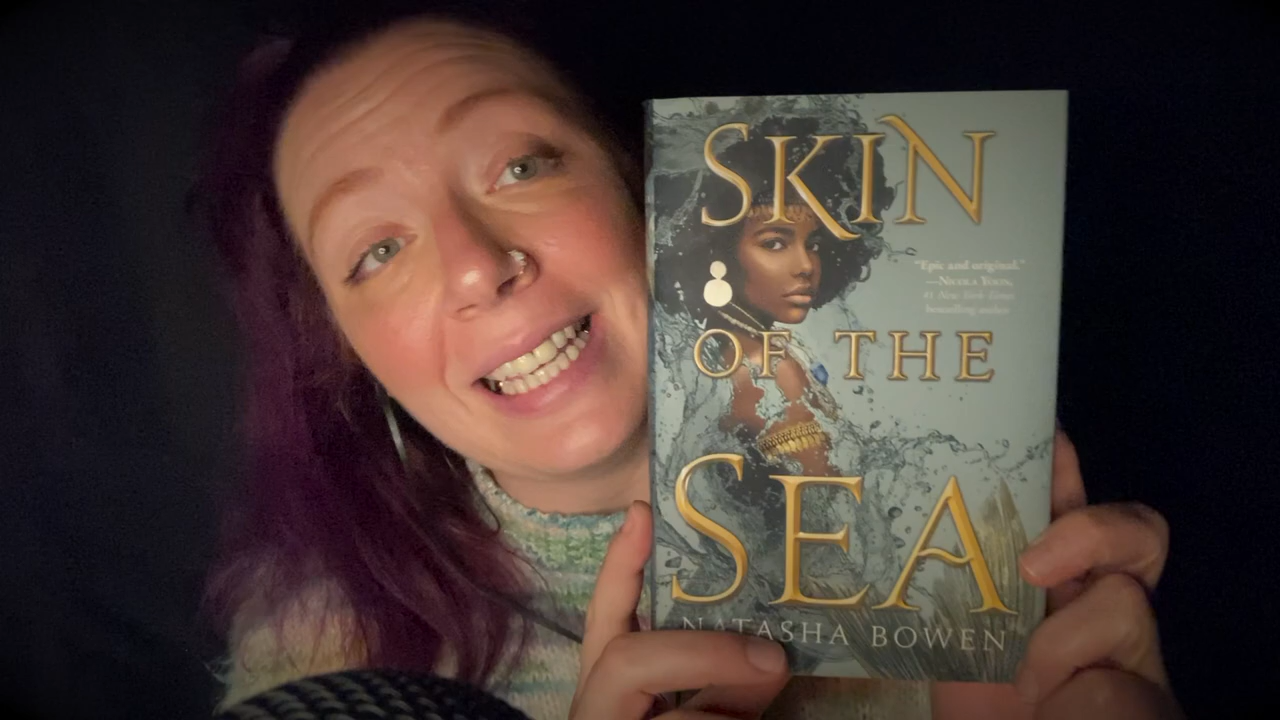 SKIN
OF THE
SEA
"Epic and original."
—NICOLA YOON,
#1 New York Times
bestselling author
NATASHA BOWEN